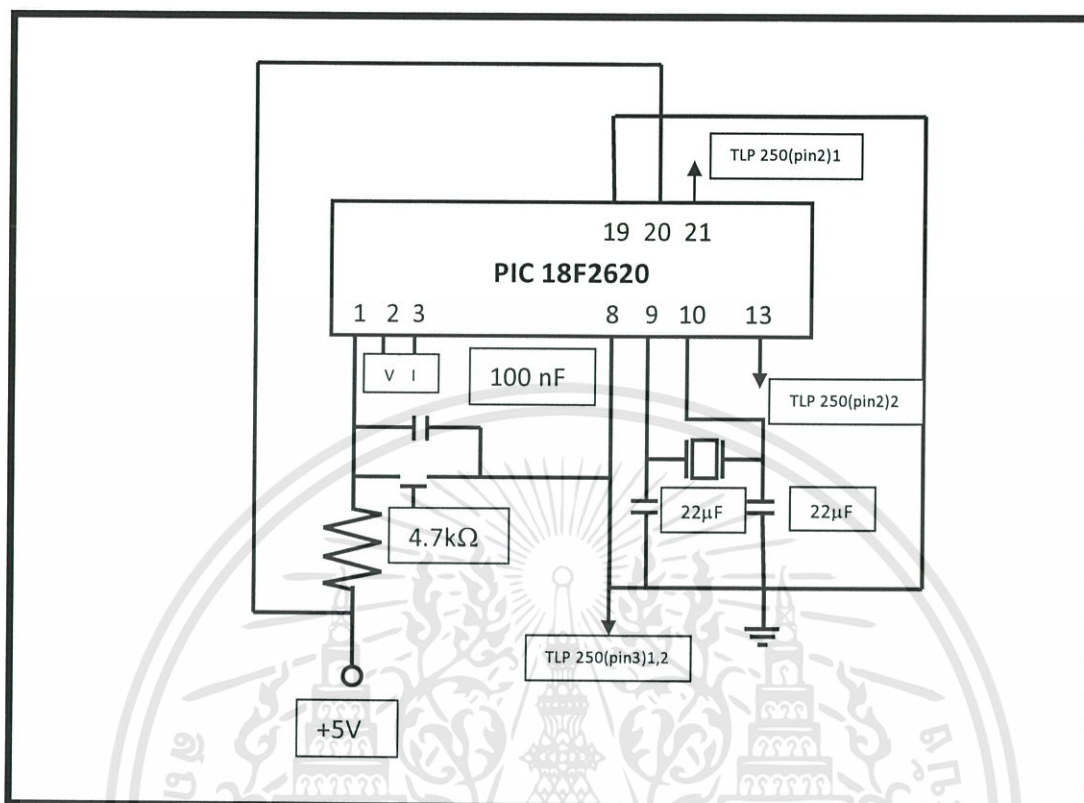 TLP 250(pin2)1
19 20 21
PIC 18F2620
1 2 3 8 9 10 13
V I
100 nF
TLP 250(pin2)2
22µF
22µF
4.7kΩ
TLP 250(pin3)1,2
+5V